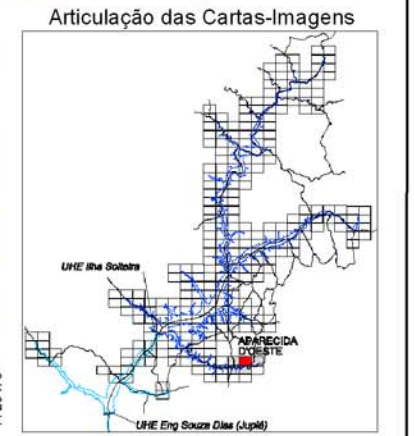 Articulação das Cartas-Imagens
UHE Ilha Solteira
APARECIDA
D'OESTE
UHE Eng Souza Dias (Jupiá)